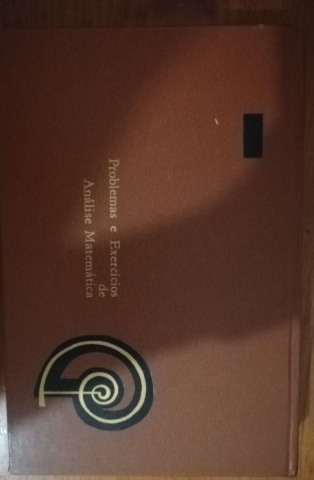 Problemas e Exercícios
de
Análise Matemática